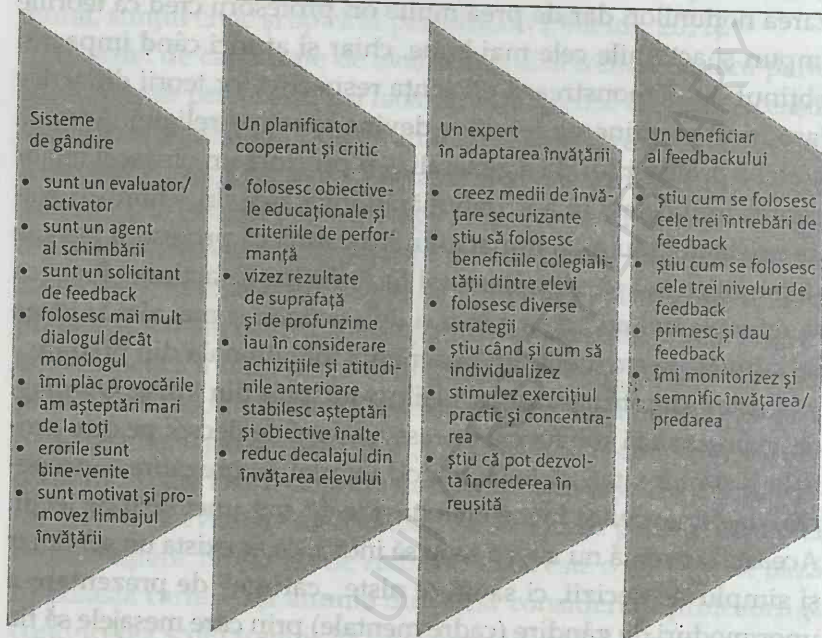 Sisteme
de gândire
• sunt un evaluator/
activator
• sunt un agent
al schimbării
• sunt un solicitant
de feedback
• folosesc mai mult
dialogul decât
monologul
• îmi plac provocările
• am așteptări mari
de la toți
• erorile sunt
bine-venite
• sunt motivat și pro-
movez limbajul
învățării
Un planificator
cooperant și critic
• folosesc obiective-
le educaționale și
criteriile de perfor-
manță
• vizez rezultate
de suprafață
și de profunzime
• iau în considerare
achizițiile și atitudi-
nile anterioare
• stabilesc așteptări
și obiective înalte
• reduc decalajul din
învățarea elevului
Un expert
în adaptarea învățării
• creez medii de învă-
țare securizante
• știu să folosesc
beneficiile colegiali-
tății dintre elevi
• folosesc diverse
strategii
• știu când și cum să
individualizez
• stimulez exercițiul
practic și concentra-
rea
• știu că pot dezvol-
ta încrederea în
reușită
Un beneficiar
al feedbackului
• știu cum se folosesc
cele trei întrebări de
feedback
• știu cum se folosesc
cele trei niveluri de
feedback
• primesc și dau
feedback
• îmi monitorizez și
semnific învățarea/
predarea